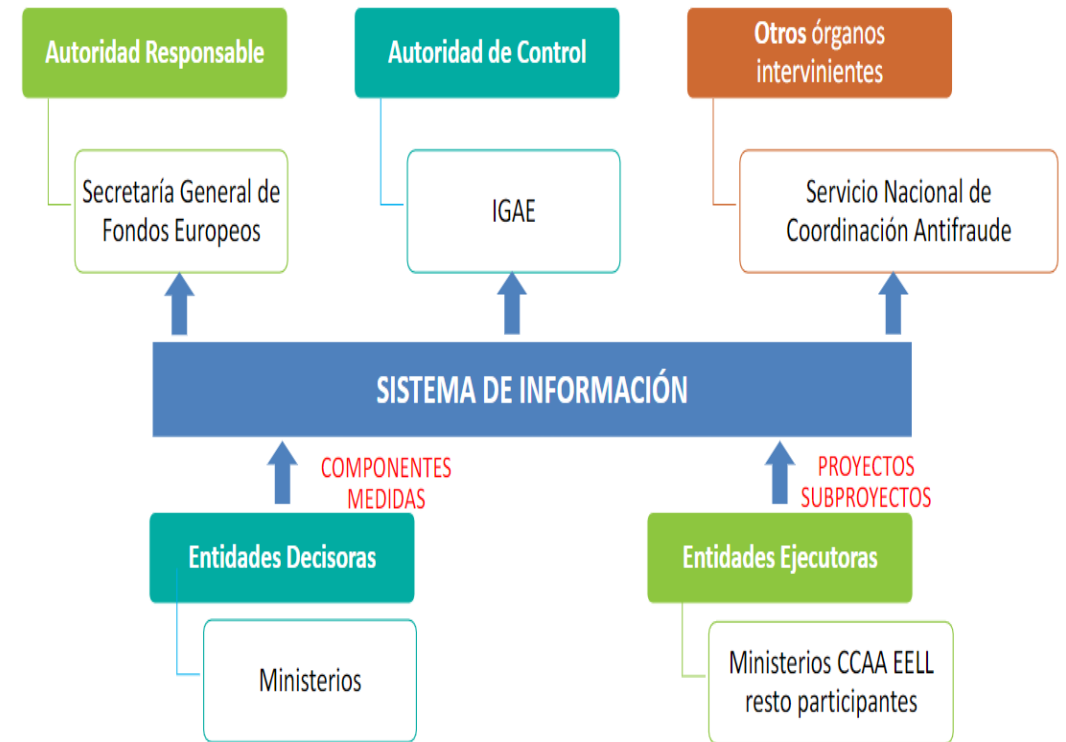 Autoridad Responsable
Autoridad de Control
Otros órganos
intervinientes
Secretaría General de
Fondos Europeos
IGAE
Servicio Nacional de
Coordinación Antifraude
SISTEMA DE INFORMACIÓN
COMPONENTES
MEDIDAS
PROYECTOS
SUBPROYECTOS
Entidades Decisoras
Entidades Ejecutoras
Ministerios
Ministerios CCAA EELL
resto participantes